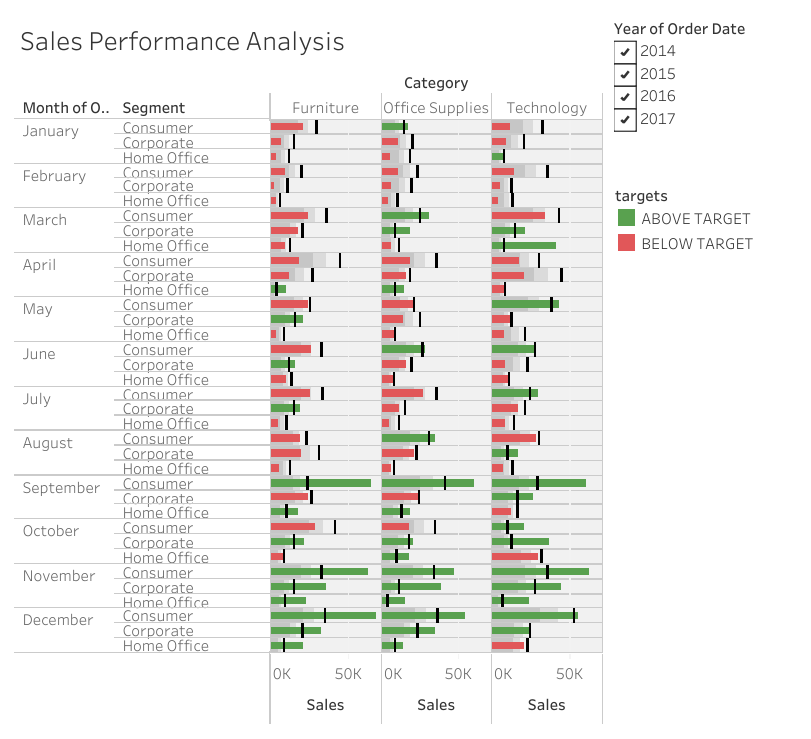 Sales Performance Analysis
Year of Order Date
2014
2015
2016
2017
targets
ABOVE TARGET
BELOW TARGET
Category
Month of O.. Segment Furniture Office Supplies Technology
January Consumer
Corporate
Home Office
February Consumer
Corporate
Home Office
March Consumer
Corporate
Home Office
April Consumer
Corporate
Home Office
May Consumer
Corporate
Home Office
June Consumer
Corporate
Home Office
July Consumer
Corporate
Home Office
August Consumer
Corporate
Home Office
September Consumer
Corporate
Home Office
October Consumer
Corporate
Home Office
November Consumer
Corporate
Home Office
December Consumer
Corporate
Home Office
0K 50K 0K 50K 0K 50K
Sales Sales Sales